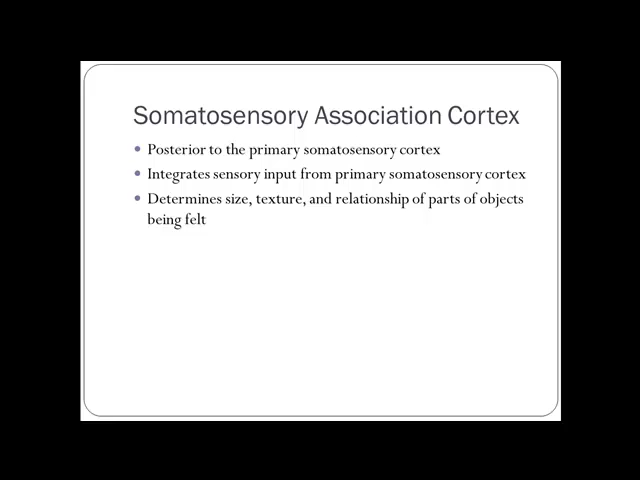 Somatosensory Association Cortex
• Posterior to the primary somatosensory cortex
• Integrates sensory input from primary somatosensory cortex
• Determines size, texture, and relationship of parts of objects
being felt